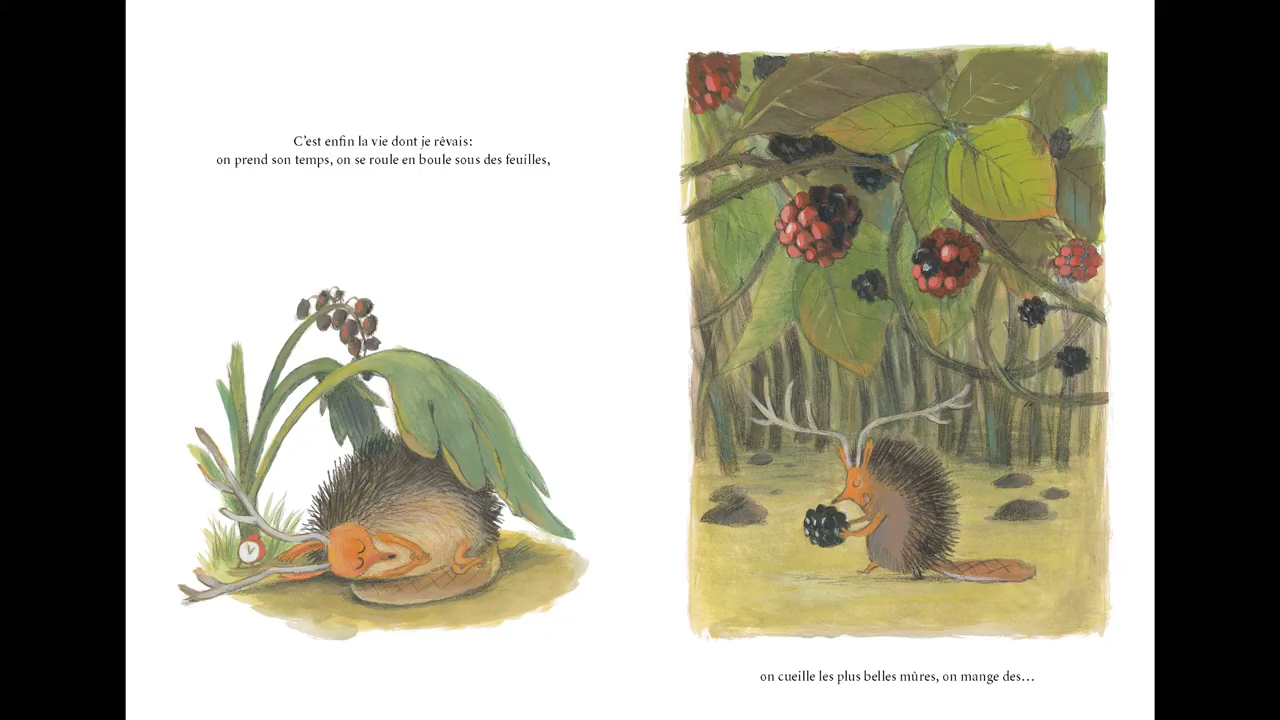 C'est enfin la vie dont je rêvais:
on prend son temps, on se roule en boule sous des feuilles,
on cueille les plus belles mûres, on mange des…